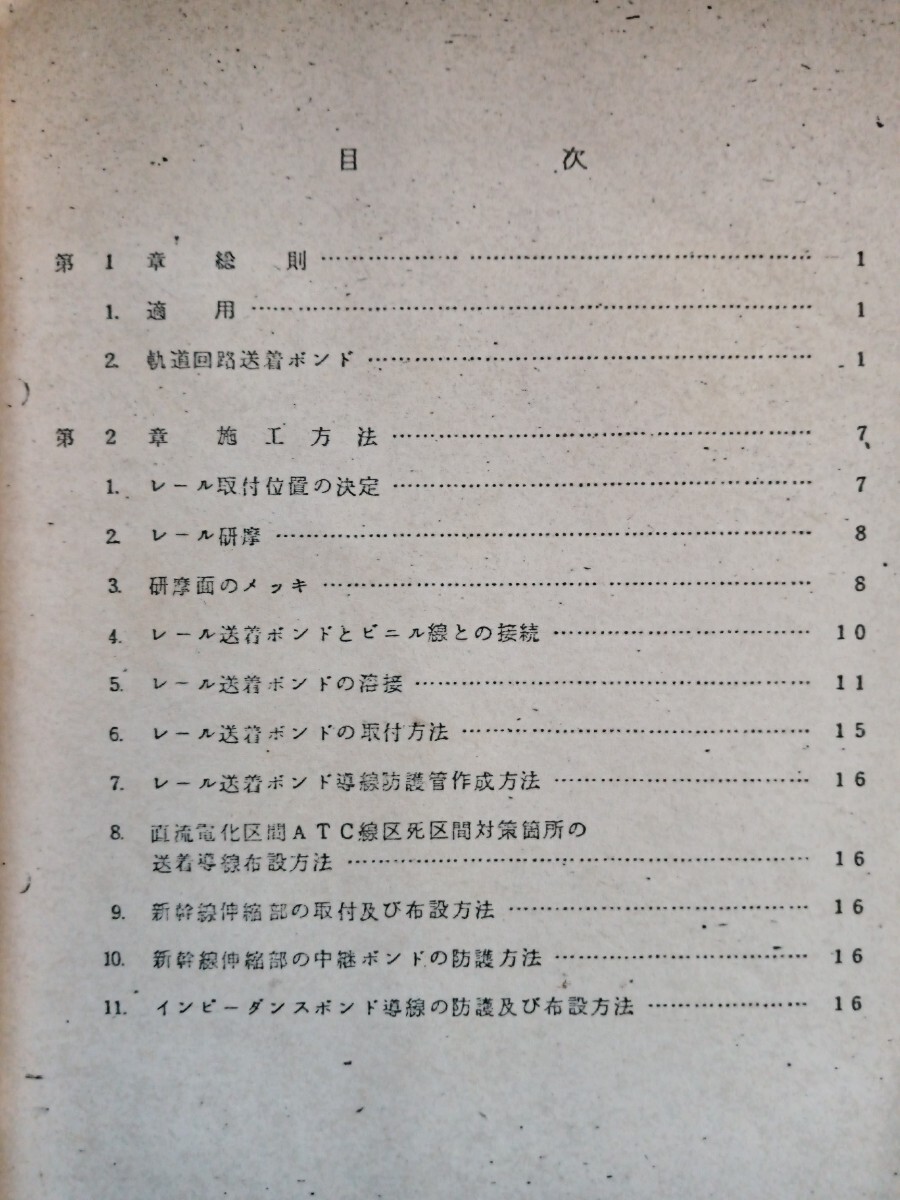 目次
第1章 総則 …… 1
1. 適用 …… 1
2. 軌道回路送着ボンド …… 1
第2章 施工方法 …… 7
1. レール取付位置の決定 …… 7
2. レール研摩 …… 8
3. 研摩面のメッキ …… 8
4. レール送着ボンドとビニル線との接続 …… 10
5. レール送着ボンドの溶接 …… 11
6. レール送着ボンドの取付方法 …… 15
7. レール送着ボンド導線防護管作成方法 …… 16
8. 直流電化区間ATC線区死区間対策箇所の
送着導線布設方法 …… 16
9. 新幹線伸縮部の取付及び布設方法 …… 16
10. 新幹線伸縮部の中継ボンドの防護方法 …… 16
11. インピーダンスボンド導線の防護及び布設方法 …… 16